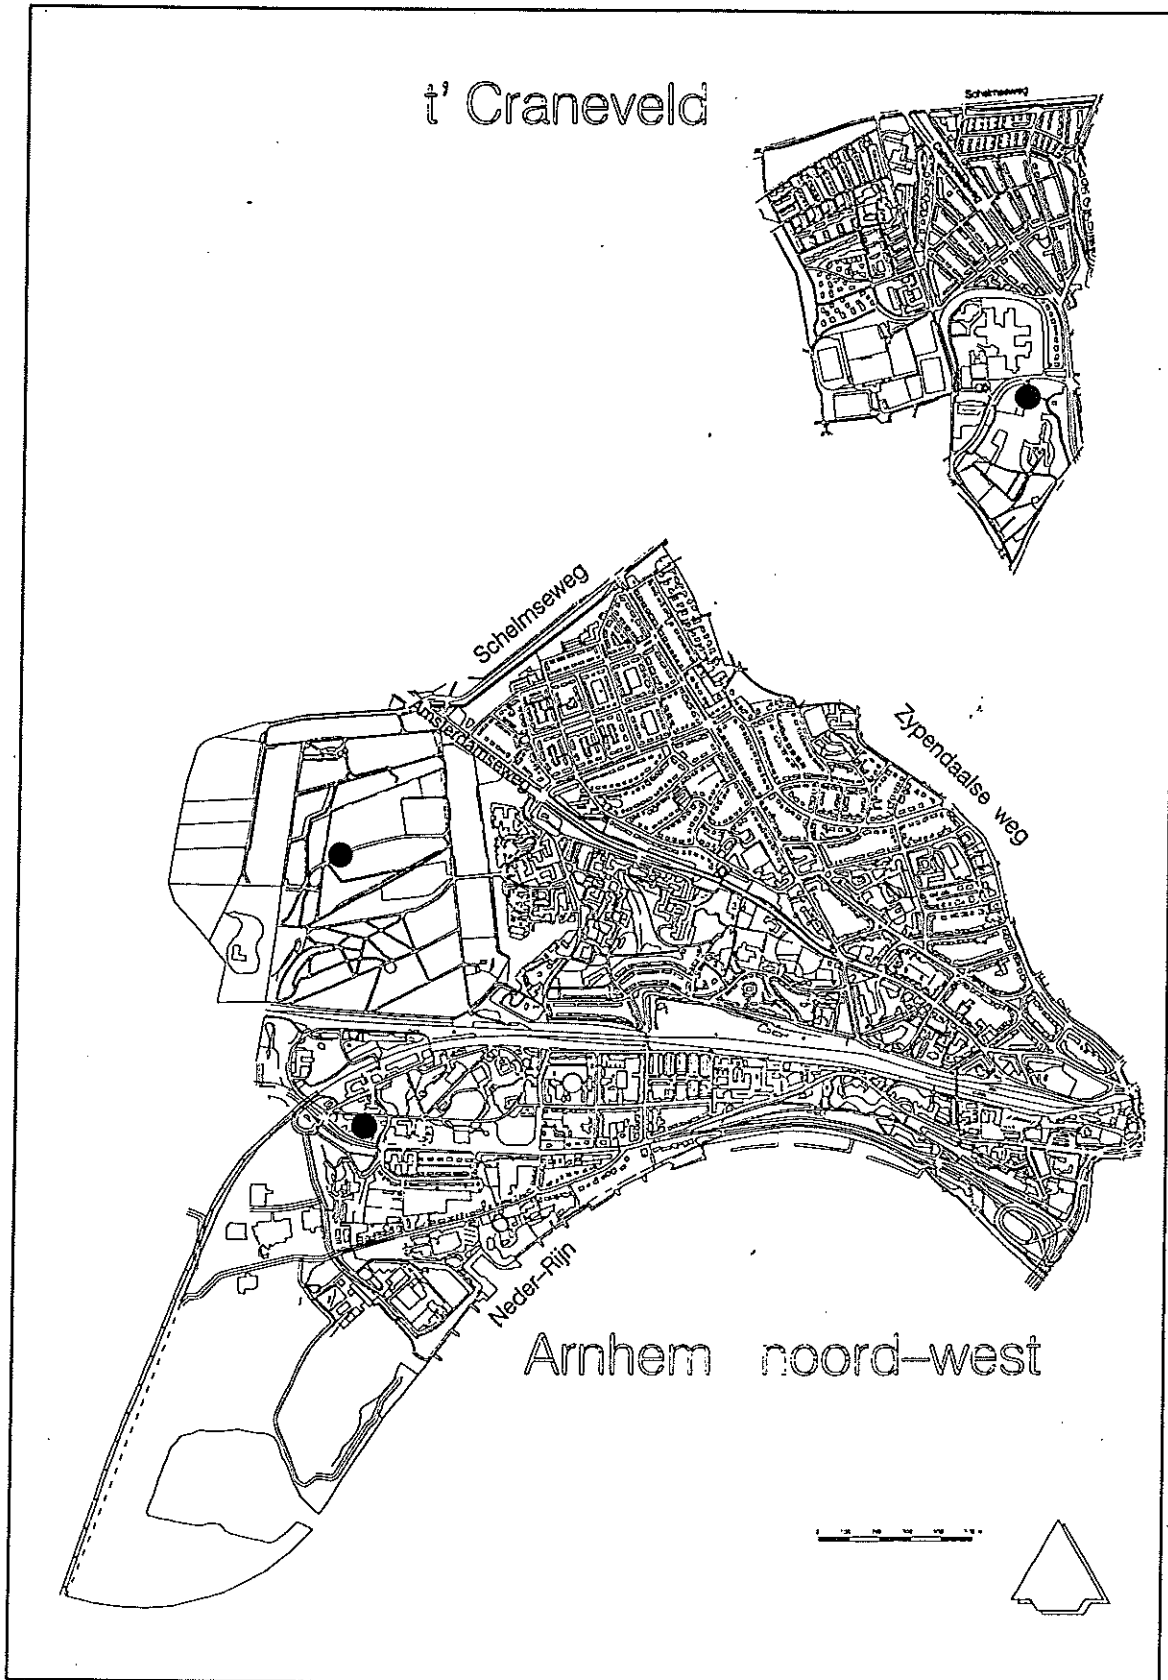 t' Craneveld
Schelmseweg
Schelmseweg
Amsterdamseweg
Zypendaalse weg
Neder-Rijn
Arnhem noord-west